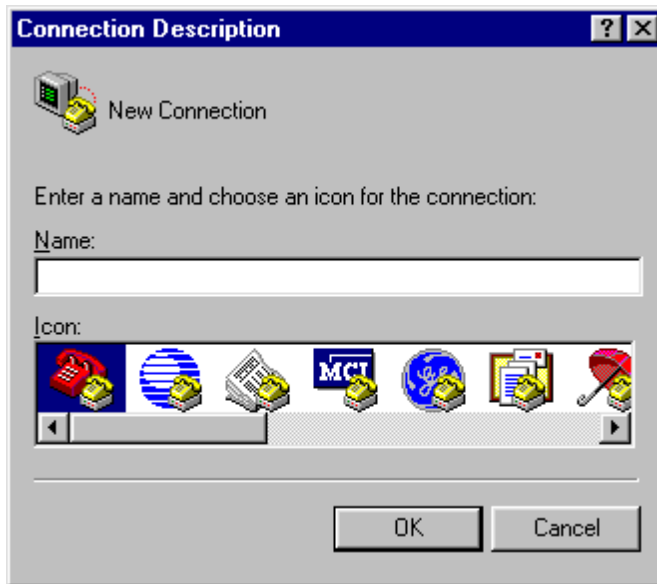 Connection Description
New Connection
Enter a name and choose an icon for the connection:
Name:
Icon:
MCI
OK
Cancel